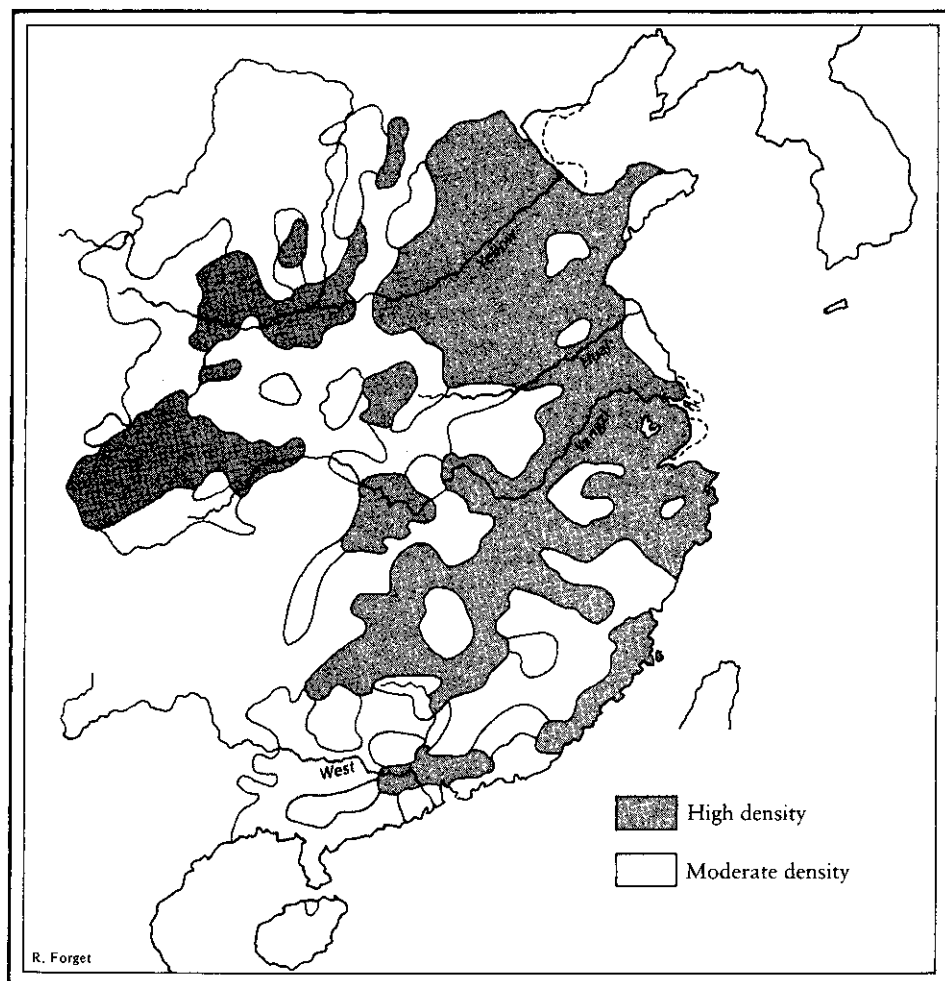 Yellow
Huai
Yangzi
West
High density
Moderate density
R. Forget